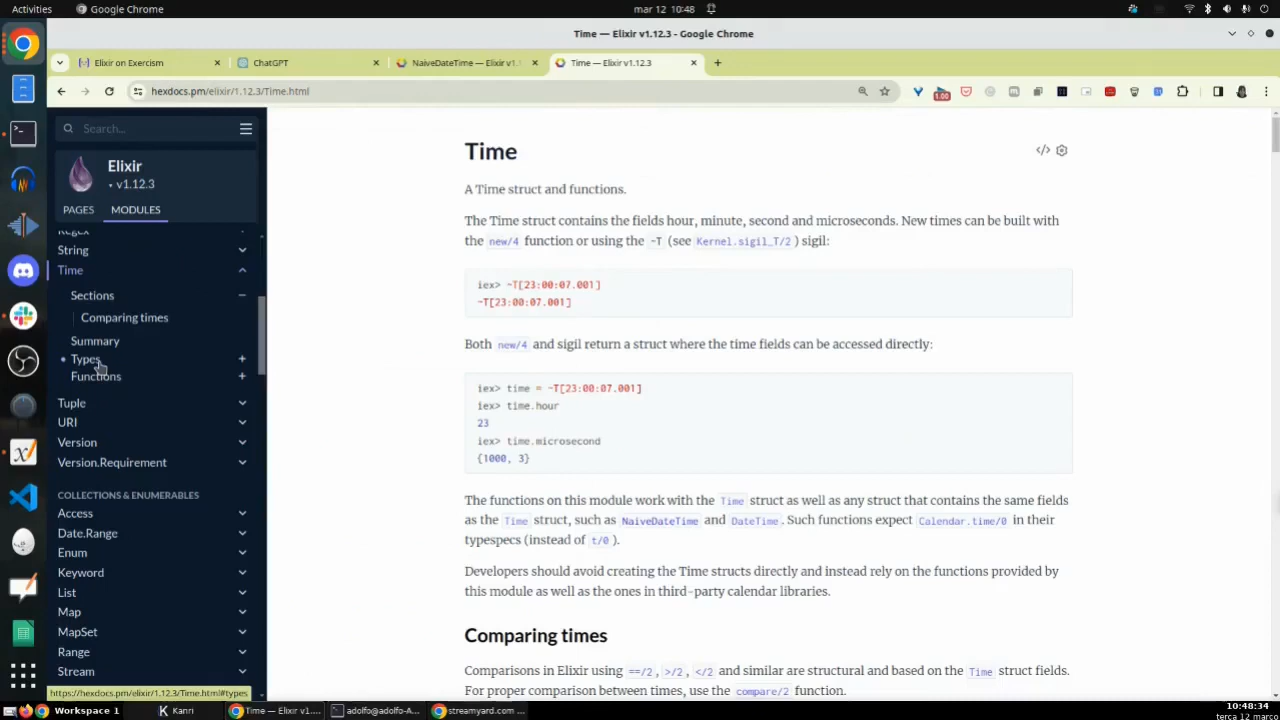 Activities
Google Chrome
mar 12 10:48
Time — Elixir v1.12.3 - Google Chrome
Elixir on Exercism
ChatGPT
NaiveDateTime — Elixir v1.
Time — Elixir v1.12.3
hexdocs.pm/elixir/1.12.3/Time.html
1.00
Search...
Elixir
v1.12.3
PAGES
MODULES
Regex
String
Time
Sections
Comparing times
Summary
Types
Functions
Tuple
URI
Version
Version.Requirement
COLLECTIONS & ENUMERABLES
Access
Date.Range
Enum
Keyword
List
Map
MapSet
Range
Stream
https://hexdocs.pm/elixir/1.12.3/Time.html#types
Time
</>
A Time struct and functions.
The Time struct contains the fields hour, minute, second and microseconds. New times can be built with
the new/4 function or using the ~T (see Kernel.sigil_T/2) sigil:
iex> ~T[23:00:07.001]
~T[23:00:07.001]
Both new/4 and sigil return a struct where the time fields can be accessed directly:
iex> time = ~T[23:00:07.001]
iex> time.hour
23
iex> time.microsecond
{1000, 3}
The functions on this module work with the Time struct as well as any struct that contains the same fields
as the Time struct, such as NaiveDateTime and DateTime. Such functions expect Calendar.time/0 in their
typespecs (instead of t/0).
Developers should avoid creating the Time structs directly and instead rely on the functions provided by
this module as well as the ones in third-party calendar libraries.
Comparing times
Comparisons in Elixir using ==/2, >/2, </2 and similar are structural and based on the Time struct fields.
For proper comparison between times, use the compare/2 function.
Workspace 1
Kanri
Time — Elixir v1....
adolfo@adolfo-A...
streamyard.com ...
10:48:34
terça 12 março